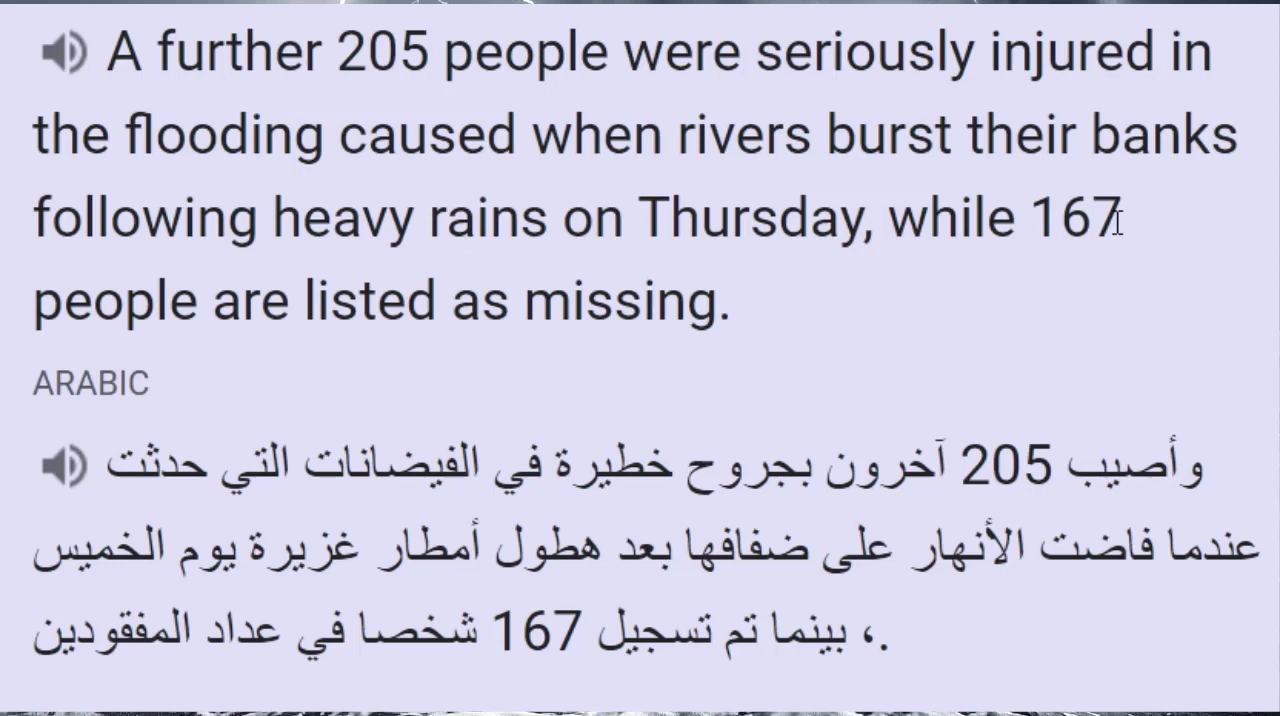 A further 205 people were seriously injured in
the flooding caused when rivers burst their banks
following heavy rains on Thursday, while 167
people are listed as missing.
ARABIC
وأصيب 205 آخرون بجروح خطيرة في الفيضانات التي حدثت
عندما فاضت الأنهار على ضفافها بعد هطول أمطار غزيرة يوم الخميس
.، بينما تم تسجيل 167 شخصا في عداد المفقودين